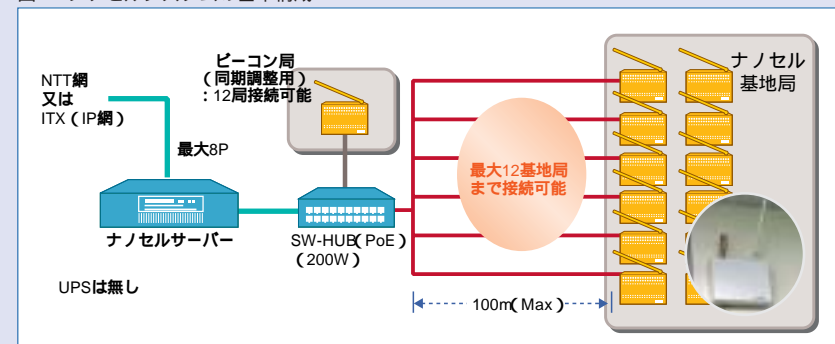 NTT網
又は
ITX（IP網）
最大8P
ビーコン局
（同期調整用）
：12局接続可能
ナノセルサーバー
SW-HUB（PoE）
（200W）
UPSは無し
最大12基地局
まで接続可能
100m（Max）
ナノセル
基地局